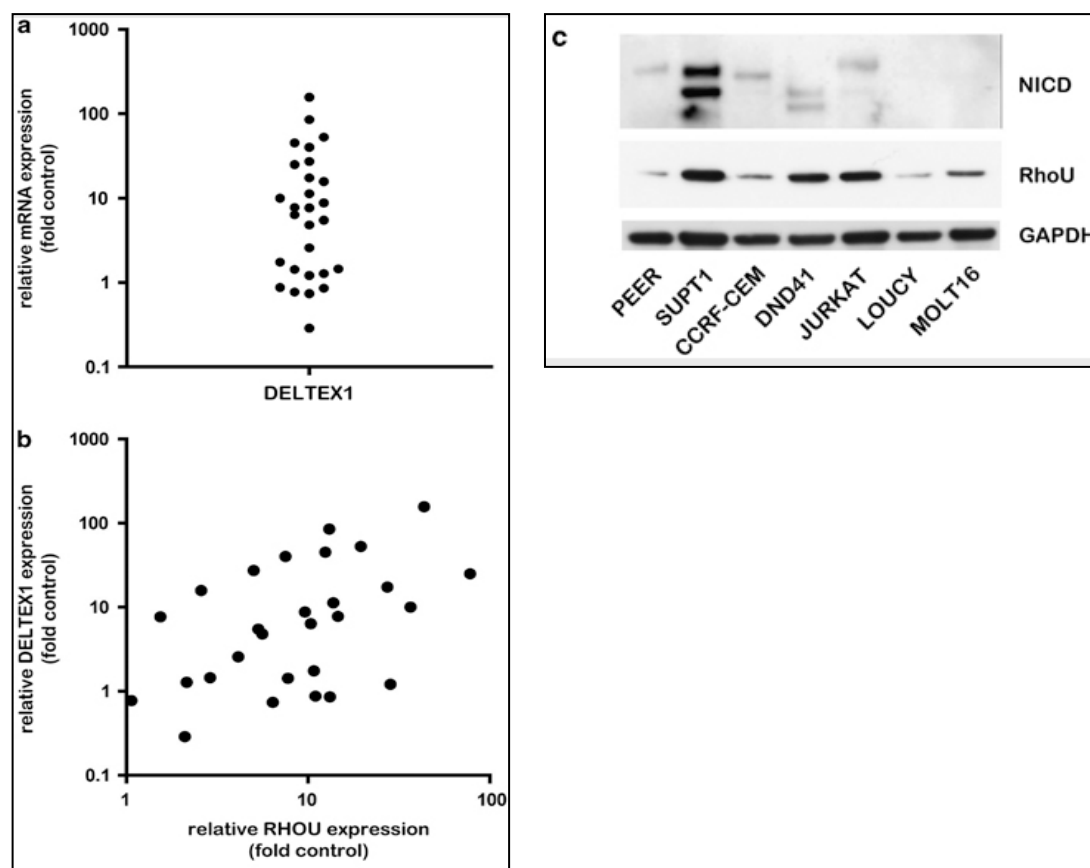 a
1000
100
10
1
0.1
relative mRNA expression
(fold control)
DELTEX1
b
1000
100
10
1
0.1
relative DELTEX1 expression
(fold control)
1
10
100
relative RHOU expression
(fold control)
c
NICD
RhoU
GAPDH
PEER
SUPT1
CCRF-CEM
DND41
JURKAT
LOUCY
MOLT16